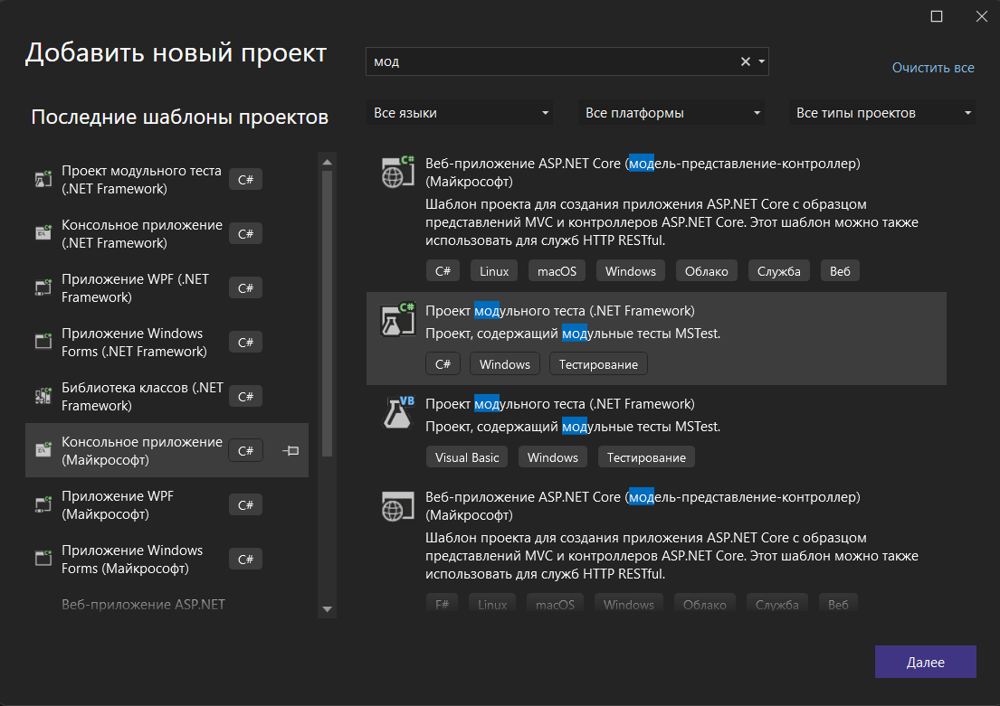 Добавить новый проект
мод
Очистить все
Последние шаблоны проектов
Все языки
Все платформы
Все типы проектов
Проект модульного теста
(.NET Framework)
C#
Консольное приложение
(.NET Framework)
C#
Приложение WPF (.NET
Framework)
C#
Приложение Windows
Forms (.NET Framework)
C#
Библиотека классов (.NET
Framework)
C#
Консольное приложение
(Майкрософт)
C#
Приложение WPF
(Майкрософт)
C#
Приложение Windows
Forms (Майкрософт)
C#
Веб-приложение ASP.NET
Веб-приложение ASP.NET Core (модель-представление-контроллер)
(Майкрософт)
Шаблон проекта для создания приложения ASP.NET Core с образцом
представлений MVC и контроллеров ASP.NET Core. Этот шаблон можно также
использовать для служб HTTP RESTful.
C# Linux macOS Windows Облако Служба Веб
Проект модульного теста (.NET Framework)
Проект, содержащий модульные тесты MSTest.
C# Windows Тестирование
Проект модульного теста (.NET Framework)
Проект, содержащий модульные тесты MSTest.
Visual Basic Windows Тестирование
Веб-приложение ASP.NET Core (модель-представление-контроллер)
(Майкрософт)
Шаблон проекта для создания приложения ASP.NET Core с образцом
представлений MVC и контроллеров ASP.NET Core. Этот шаблон можно также
использовать для служб HTTP RESTful.
F# Linux macOS Windows Облако Служба Веб
Далее